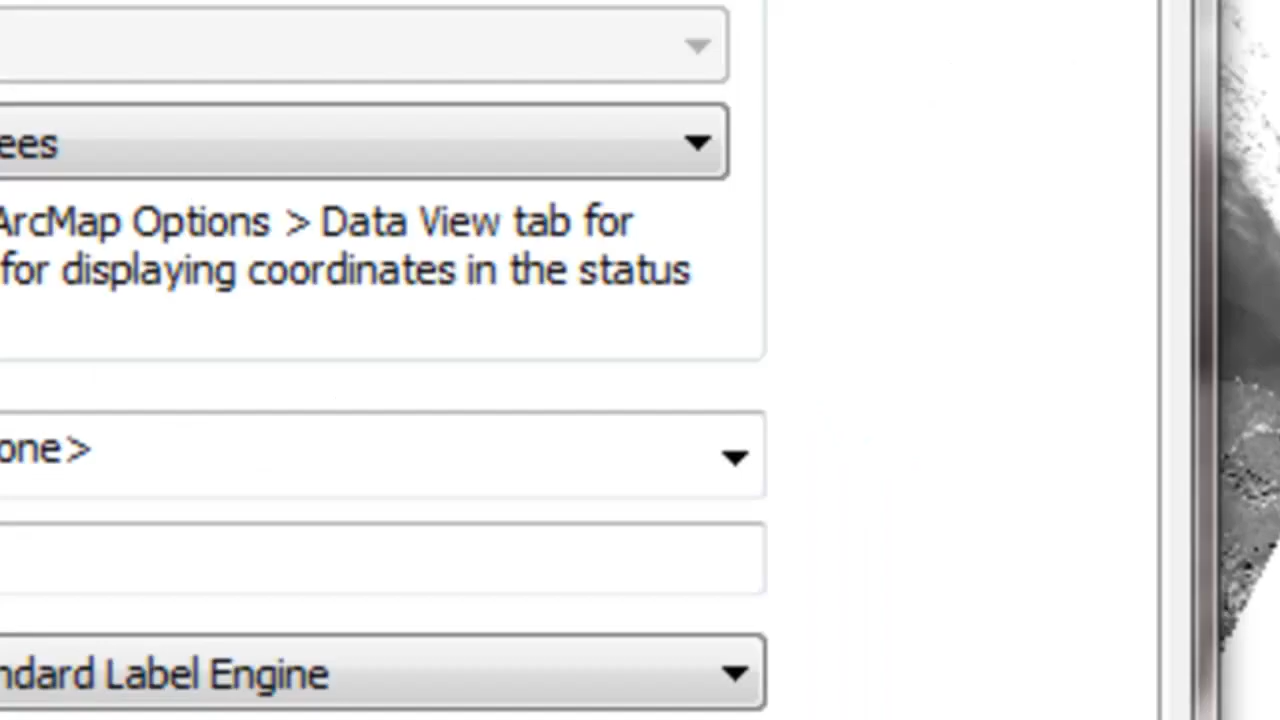 ees
ArcMap Options > Data View tab for
for displaying coordinates in the status
one>
ndard Label Engine